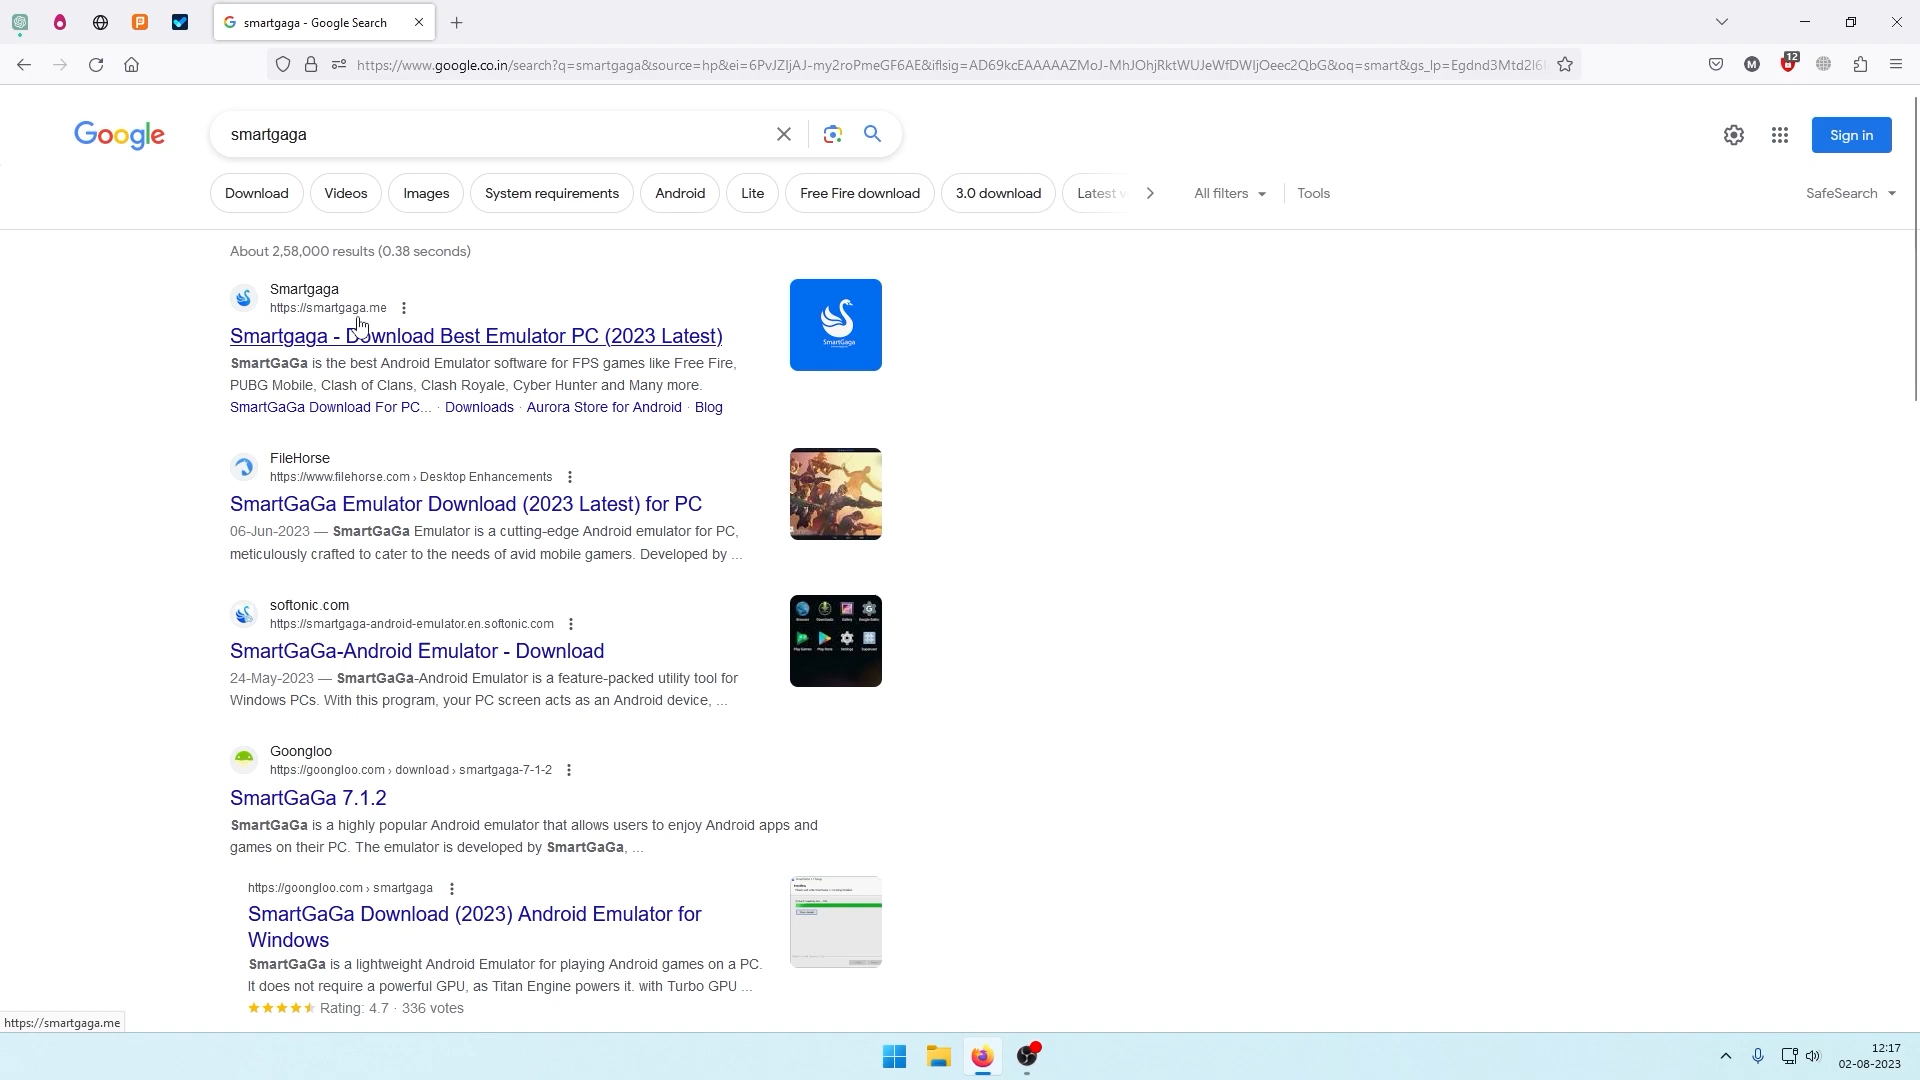 smartgaga - Google Search
https://www.google.co.in/search?q=smartgaga&source=hp&ei=6PvJZIjAJ-my2roPmeGF6AE&iflsig=AD69kcEAAAAAZMoJ-MhJOhjRktWUJeWfDWIjOeec2QbG&oq=smart&gs_lp=Egdnd3Mtd2l6I
12
Google
smartgaga
Sign in
Download Videos Images System requirements Android Lite Free Fire download 3.0 download Latest v All filters Tools SafeSearch
About 2,58,000 results (0.38 seconds)
Smartgaga
https://smartgaga.me
Smartgaga - Download Best Emulator PC (2023 Latest)
SmartGaGa is the best Android Emulator software for FPS games like Free Fire,
PUBG Mobile, Clash of Clans, Clash Royale, Cyber Hunter and Many more.
SmartGaGa Download For PC... · Downloads · Aurora Store for Android · Blog
SmartGaGa
FileHorse
https://www.filehorse.com › Desktop Enhancements
SmartGaGa Emulator Download (2023 Latest) for PC
06-Jun-2023 — SmartGaGa Emulator is a cutting-edge Android emulator for PC,
meticulously crafted to cater to the needs of avid mobile gamers. Developed by ...
softonic.com
https://smartgaga-android-emulator.en.softonic.com
SmartGaGa-Android Emulator - Download
24-May-2023 — SmartGaGa-Android Emulator is a feature-packed utility tool for
Windows PCs. With this program, your PC screen acts as an Android device, ...
Goongloo
https://goongloo.com › download › smartgaga-7-1-2
SmartGaGa 7.1.2
SmartGaGa is a highly popular Android emulator that allows users to enjoy Android apps and
games on their PC. The emulator is developed by SmartGaGa, ...
https://goongloo.com › smartgaga
SmartGaGa Download (2023) Android Emulator for
Windows
SmartGaGa is a lightweight Android Emulator for playing Android games on a PC.
It does not require a powerful GPU, as Titan Engine powers it. with Turbo GPU ...
Rating: 4.7 · 336 votes
https://smartgaga.me
12:17
02-08-2023